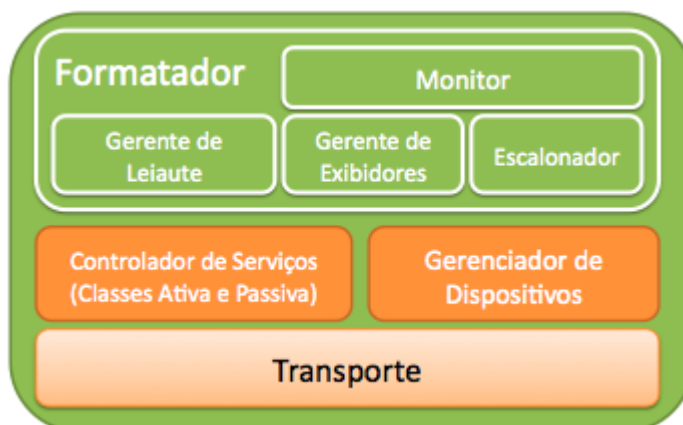 Formatador
Monitor
Gerente de
Leiaute
Gerente de
Exibidores
Escalonador
Controlador de Serviços
(Classes Ativa e Passiva)
Gerenciador de
Dispositivos
Transporte